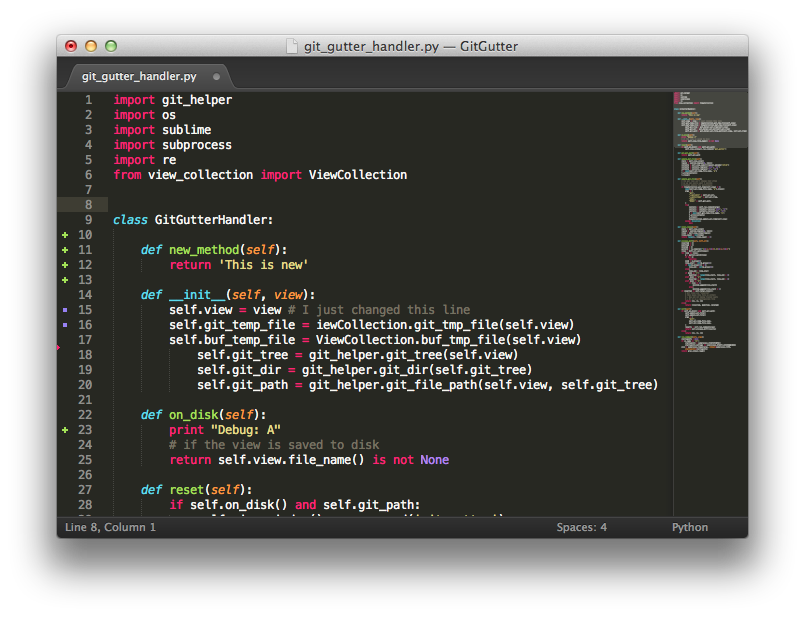 git_gutter_handler.py — GitGutter
git_gutter_handler.py
1 import git_helper
2 import os
3 import sublime
4 import subprocess
5 import re
6 from view_collection import ViewCollection
7
8
9 class GitGutterHandler:
10
11     def new_method(self):
12         return 'This is new'
13
14     def __init__(self, view):
15         self.view = view # I just changed this line
16         self.git_temp_file = iewCollection.git_tmp_file(self.view)
17         self.buf_temp_file = ViewCollection.buf_tmp_file(self.view)
18             self.git_tree = git_helper.git_tree(self.view)
19             self.git_dir = git_helper.git_dir(self.git_tree)
20             self.git_path = git_helper.git_file_path(self.view, self.git_tree)
21
22     def on_disk(self):
23         print "Debug: A"
24         # if the view is saved to disk
25         return self.view.file_name() is not None
26
27     def reset(self):
28         if self.on_disk() and self.git_path:
Line 8, Column 1 Spaces: 4 Python